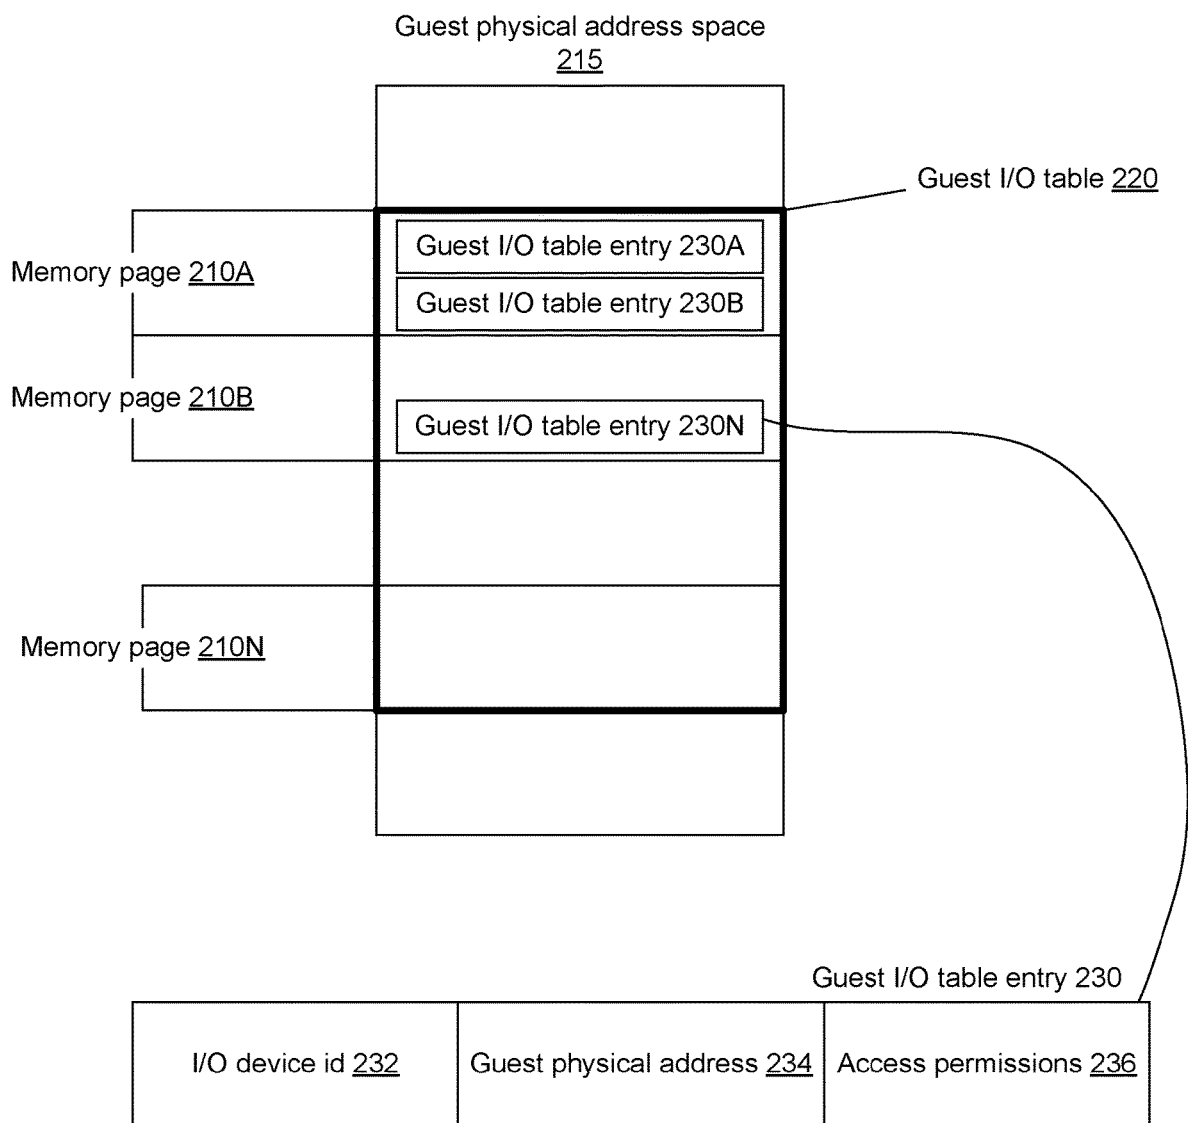 Guest physical address space
215
Guest I/O table 220
Guest I/O table entry 230A
Memory page 210A
Guest I/O table entry 230B
Memory page 210B
Guest I/O table entry 230N
Memory page 210N
Guest I/O table entry 230
I/O device id 232
Guest physical address 234
Access permissions 236